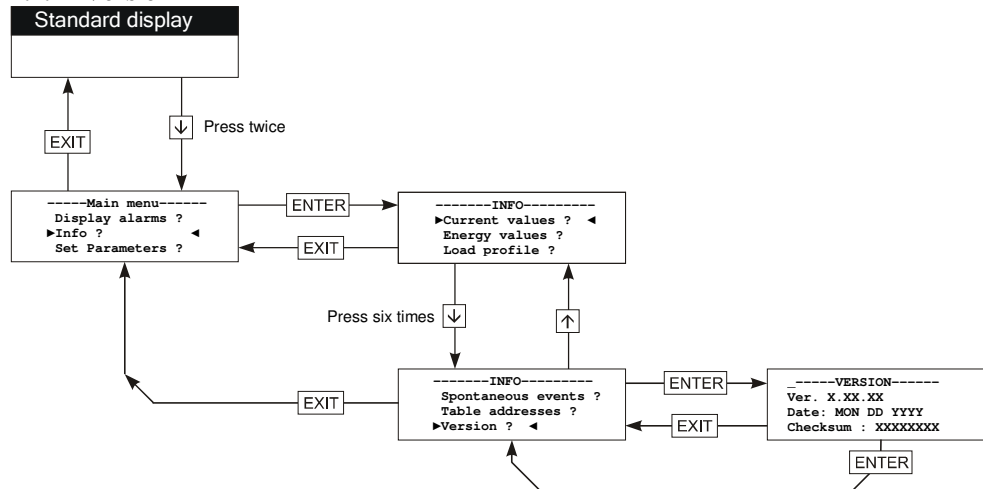 Standard display
EXIT
↓ Press twice
-----Main menu------
Display alarms ?
►Info ? ◄
Set Parameters ?
ENTER
EXIT
-------INFO---------
►Current values ? ◄
Energy values ?
Load profile ?
Press six times ↓
↑
EXIT
-------INFO---------
Spontaneous events ?
Table addresses ?
►Version ? ◄
ENTER
EXIT
_-----VERSION------
Ver. X.XX.XX
Date: MON DD YYYY
Checksum : XXXXXXXX
ENTER